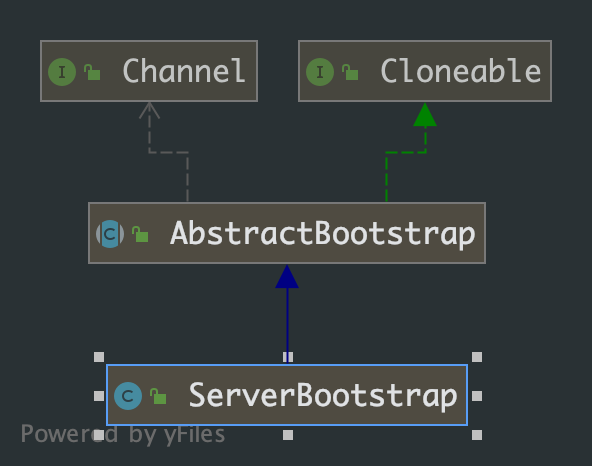 Channel
Cloneable
AbstractBootstrap
ServerBootstrap
Powered by yFiles